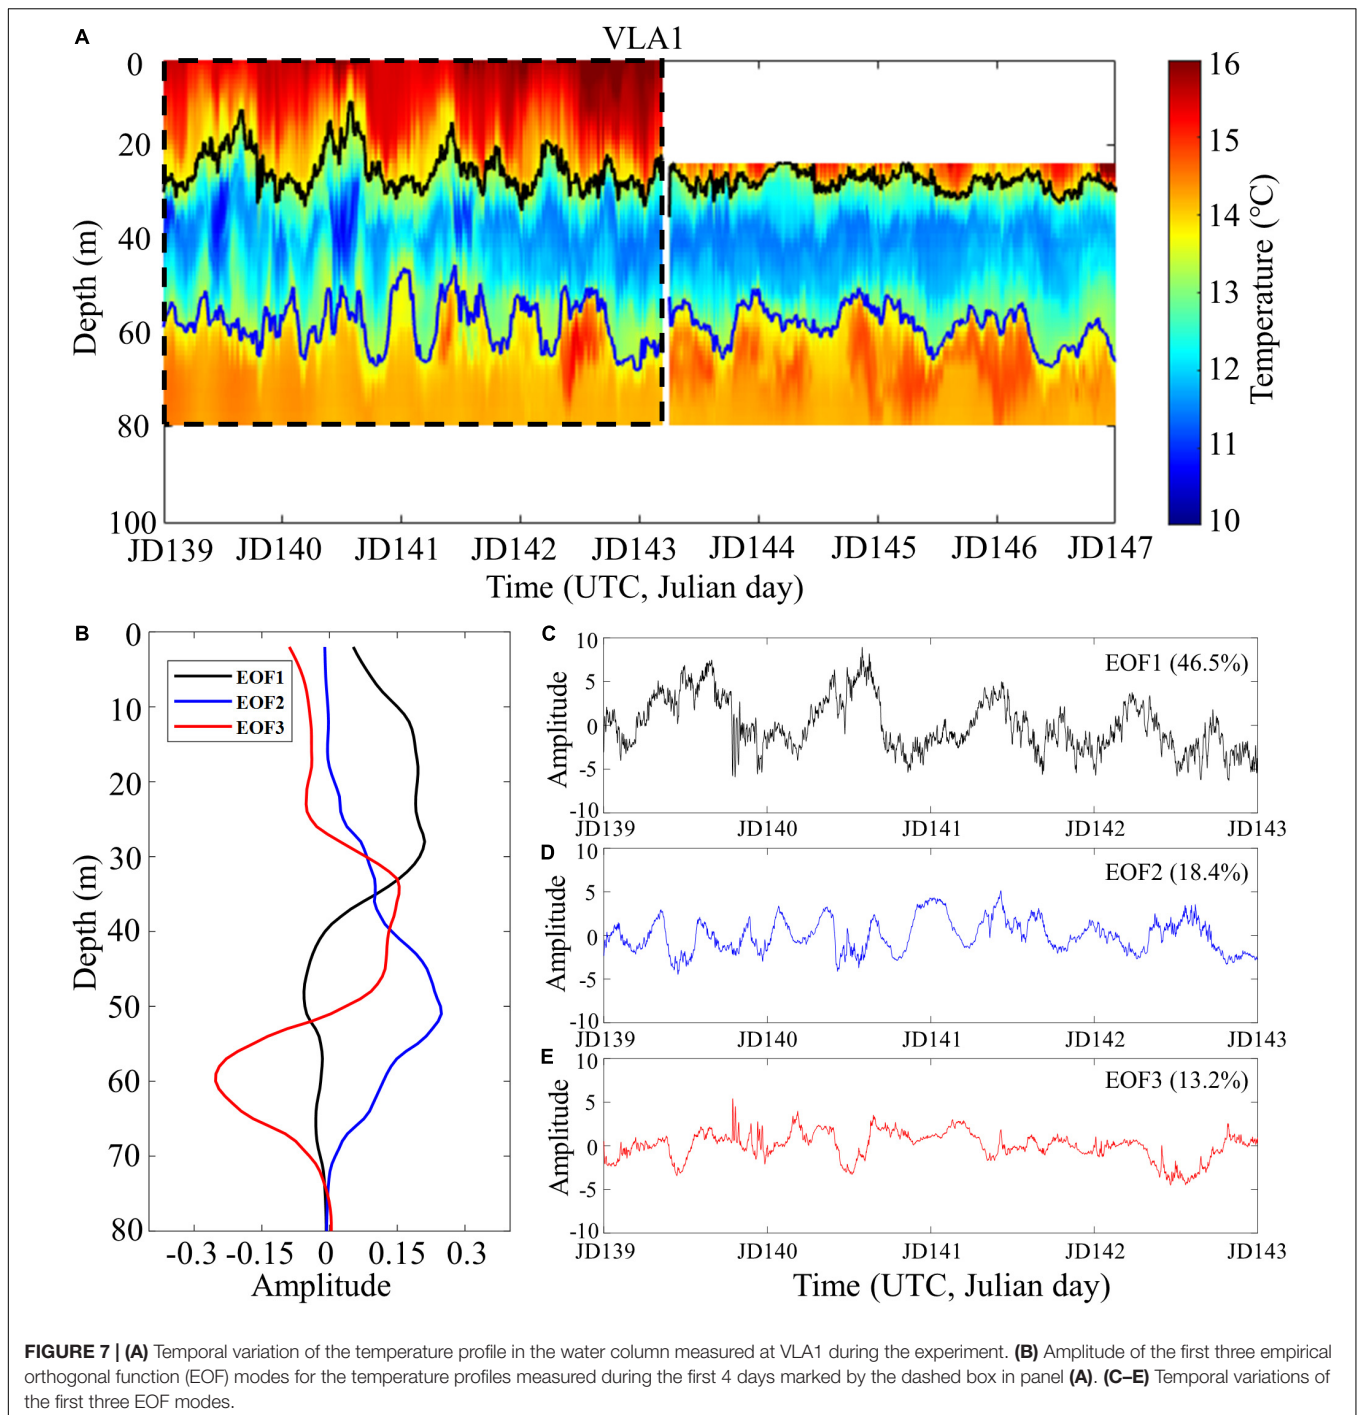 A
VLA1
0
20
40
60
80
100
Depth (m)
JD139 JD140 JD141 JD142 JD143 JD144 JD145 JD146 JD147
Time (UTC, Julian day)
16
15
14
13
12
11
10
Temperature (°C)
B
0
10
20
30
40
50
60
70
80
Depth (m)
EOF1
EOF2
EOF3
-0.3 -0.15 0 0.15 0.3
Amplitude
C
10
5
0
-5
-10
Amplitude
EOF1 (46.5%)
JD139 JD140 JD141 JD142 JD143
D
10
5
0
-5
-10
Amplitude
EOF2 (18.4%)
JD139 JD140 JD141 JD142 JD143
E
10
5
0
-5
-10
Amplitude
EOF3 (13.2%)
JD139 JD140 JD141 JD142 JD143
Time (UTC, Julian day)
FIGURE 7 | (A) Temporal variation of the temperature profile in the water column measured at VLA1 during the experiment. (B) Amplitude of the first three empirical
orthogonal function (EOF) modes for the temperature profiles measured during the first 4 days marked by the dashed box in panel (A). (C–E) Temporal variations of
the first three EOF modes.